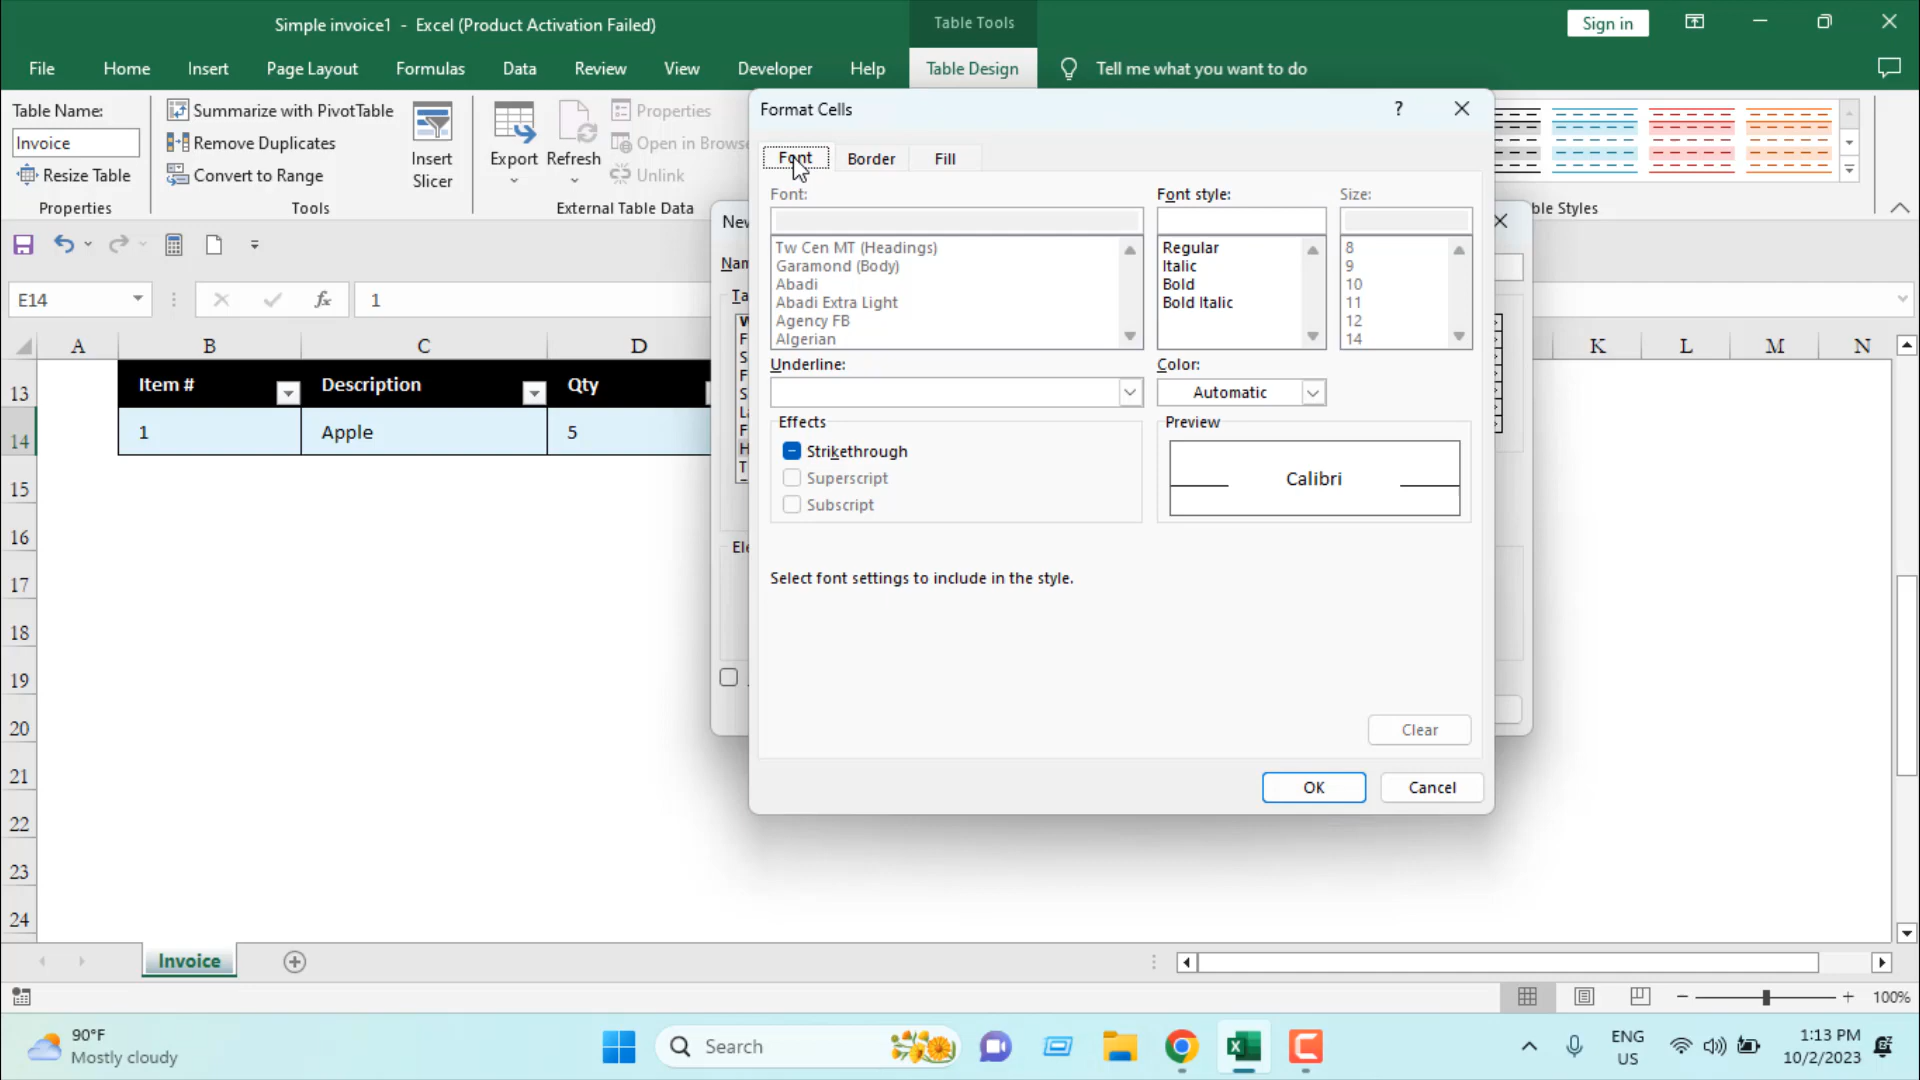 Simple invoice1 - Excel (Product Activation Failed)
Table Tools
Sign in
File
Home
Insert
Page Layout
Formulas
Data
Review
View
Developer
Help
Table Design
Tell me what you want to do
Table Name:
Invoice
Resize Table
Properties
Summarize with PivotTable
Remove Duplicates
Convert to Range
Tools
Insert
Slicer
Export
Refresh
Properties
Open in Browse
Unlink
External Table Data
ble Styles
E14
fx
1
A
B
C
D
K
L
M
N
13
14
15
16
17
18
19
20
21
22
23
24
Item #
Description
Qty
1
Apple
5
Format Cells
?
Font
Border
Fill
Font:
Tw Cen MT (Headings)
Garamond (Body)
Abadi
Abadi Extra Light
Agency FB
Algerian
Font style:
Regular
Italic
Bold
Bold Italic
Size:
8
9
10
11
12
14
Underline:
Color:
Automatic
Effects
Strikethrough
Superscript
Subscript
Preview
Calibri
Select font settings to include in the style.
Clear
OK
Cancel
Invoice
100%
90°F
Mostly cloudy
Search
ENG
US
1:13 PM
10/2/2023